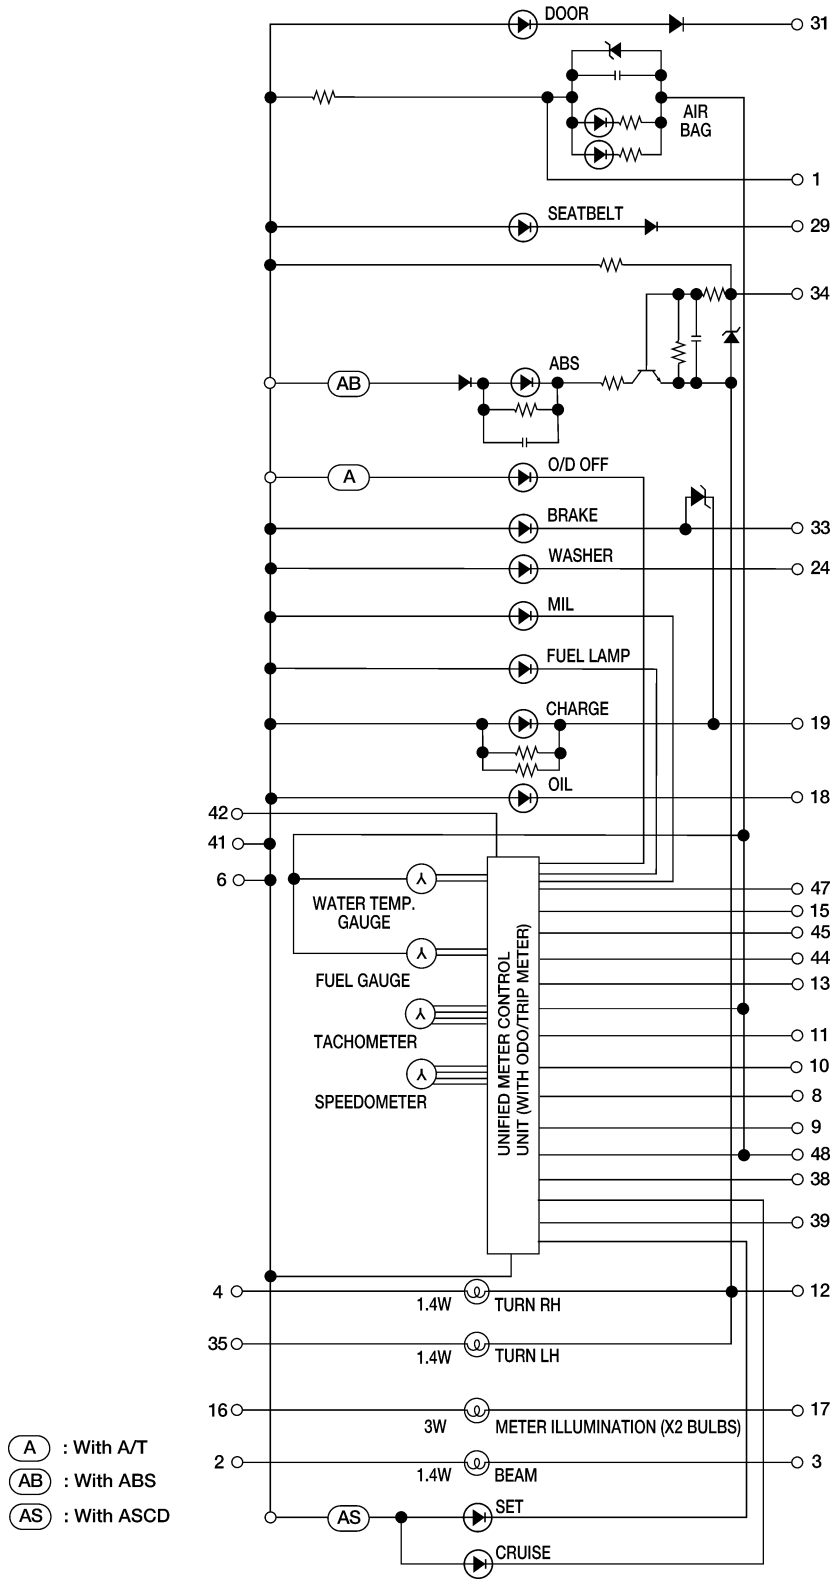 DOOR
31
AIR
BAG
1
SEATBELT
29
34
AB
ABS
A
O/D OFF
BRAKE
33
WASHER
24
MIL
FUEL LAMP
CHARGE
19
OIL
18
42
41
6
WATER TEMP.
GAUGE
FUEL GAUGE
TACHOMETER
SPEEDOMETER
UNIFIED METER CONTROL
UNIT (WITH ODO/TRIP METER)
47
15
45
44
13
11
10
8
9
48
38
39
4
1.4W
TURN RH
12
35
1.4W
TURN LH
16
3W
METER ILLUMINATION (X2 BULBS)
17
2
1.4W
BEAM
3
AS
SET
CRUISE
A : With A/T
AB : With ABS
AS : With ASCD